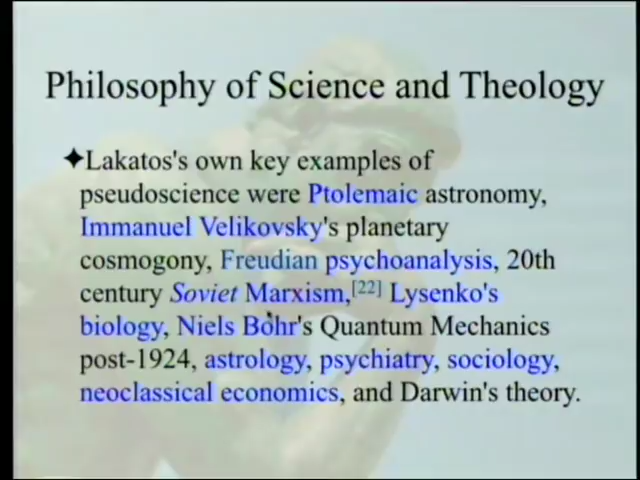 Philosophy of Science and Theology
✦Lakatos's own key examples of
pseudoscience were Ptolemaic astronomy,
Immanuel Velikovsky's planetary
cosmogony, Freudian psychoanalysis, 20th
century Soviet Marxism,[22] Lysenko's
biology, Niels Bohr's Quantum Mechanics
post-1924, astrology, psychiatry, sociology,
neoclassical economics, and Darwin's theory.